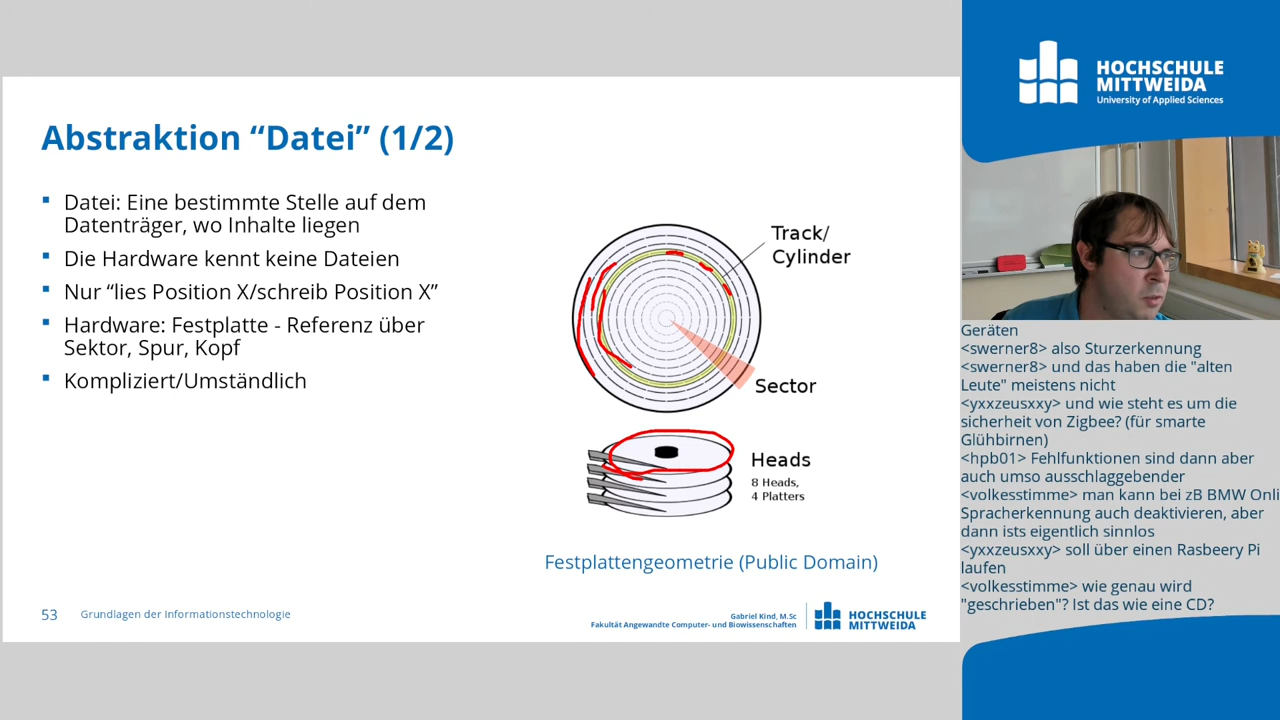 Abstraktion “Datei” (1/2)
Datei: Eine bestimmte Stelle auf dem
Datenträger, wo Inhalte liegen
Die Hardware kennt keine Dateien
Nur “lies Position X/schreib Position X”
Hardware: Festplatte - Referenz über
Sektor, Spur, Kopf
Kompliziert/Umständlich
Track/
Cylinder
Sector
Heads
8 Heads,
4 Platters
Festplattengeometrie (Public Domain)
53 Grundlagen der Informationstechnologie
Gabriel Kind, M.Sc
Fakultät Angewandte Computer- und Biowissenschaften
HOCHSCHULE
MITTWEIDA
HOCHSCHULE
MITTWEIDA
University of Applied Sciences
Geräten
<swerner8> also Sturzerkennung
<swerner8> und das haben die "alten
Leute" meistens nicht
<yxxzeusxxy> und wie steht es um die
sicherheit von Zigbee? (für smarte
Glühbirnen)
<hpb01> Fehlfunktionen sind dann aber
auch umso ausschlaggebender
<volkesstimme> man kann bei zB BMW Onli
Spracherkennung auch deaktivieren, aber
dann ists eigentlich sinnlos
<yxxzeusxxy> soll über einen Rasbeery Pi
laufen
<volkesstimme> wie genau wird
"geschrieben"? Ist das wie eine CD?